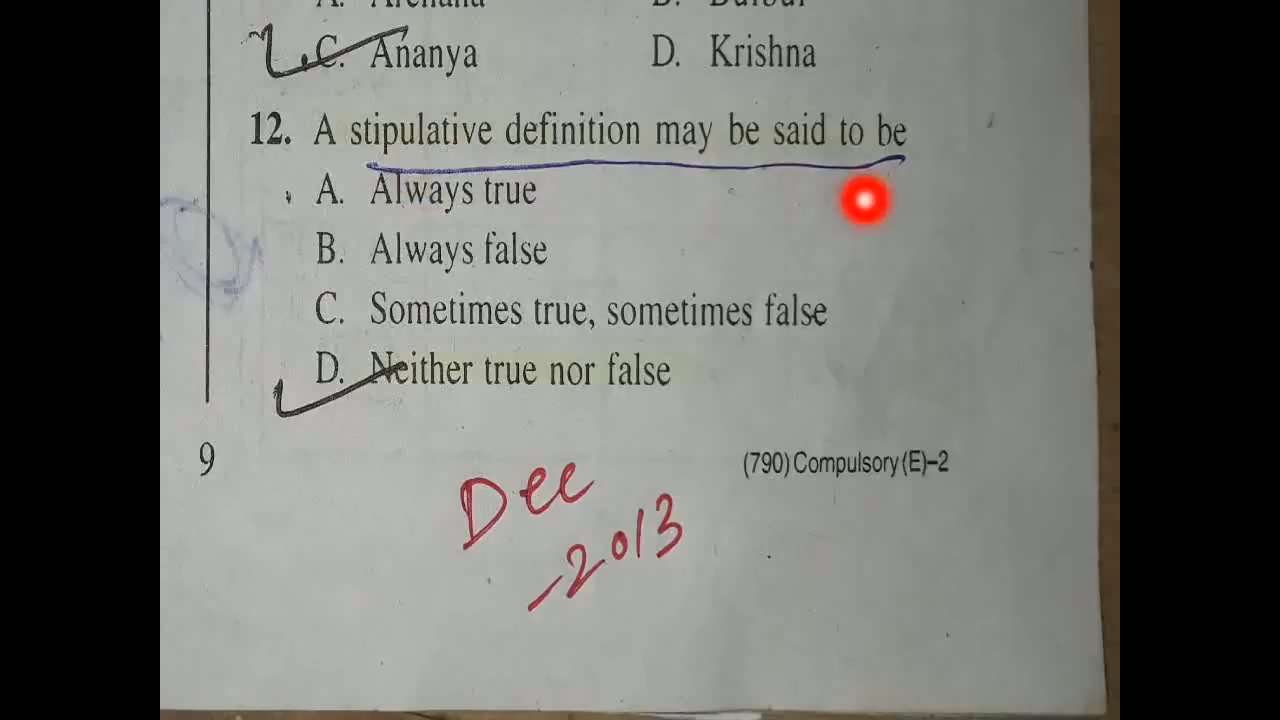 C. Ananya D. Krishna
12. A stipulative definition may be said to be
A. Always true
B. Always false
C. Sometimes true, sometimes false
D. Neither true nor false
9 (790) Compulsory (E)–2
Dec
-2013